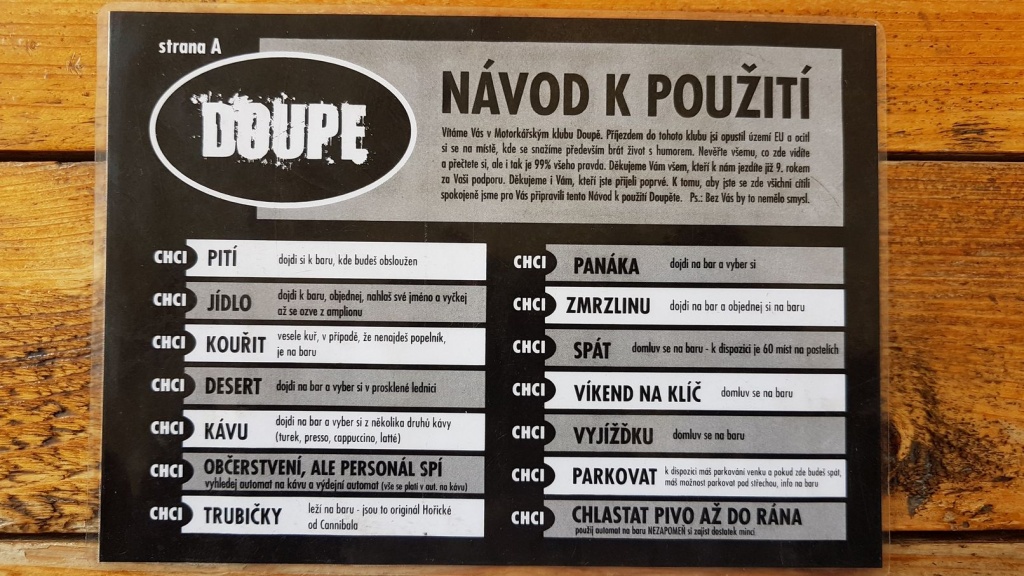 strana A
DOUPE
NÁVOD K POUŽITÍ
Vítáme Vás v Motorkářským klubu Doupě. Příjezdem do tohoto klubu jsi opustil území EU a ocitl
si se na místě, kde se snažíme především brát život s humorem. Nevěřte všemu, co zde vidíte
a přečtete si, ale i tak je 99% všeho pravda. Děkujeme Vám všem, kteří k nám jezdíte již 9. rokem
za Vaši podporu. Děkujeme i Vám, kteří jste přijeli poprvé. K tomu, aby jste se zde všichni cítili
spokojeně jsme pro Vás připravili tento Návod k použití Doupěte. Ps.: Bez Vás by to nemělo smysl.
CHCI PITÍ dojdi si k baru, kde budeš obsloužen
CHCI JÍDLO dojdi k baru, objednej, nahlaš své jméno a vyčkej
až se ozve z amplionu
CHCI KOUŘIT vesele kuř, v případě, že nenajdeš popelník,
je na baru
CHCI DESERT dojdi na bar a vyber si v prosklené lednici
CHCI KÁVU dojdi na bar a vyber si z několika druhů kávy
(turek, presso, cappuccino, latté)
CHCI OBČERSTVENÍ, ALE PERSONÁL SPÍ
vyhledej automat na kávu a výdejní automat (vše se platí v aut. na kávu)
CHCI TRUBIČKY leží na baru - jsou to originál Hořické
od Cannibala
CHCI PANÁKA dojdi na bar a vyber si
CHCI ZMRZLINU dojdi na bar a objednej si na baru
CHCI SPÁT domluv se na baru - k dispozici je 60 míst na postelích
CHCI VÍKEND NA KLÍČ domluv se na baru
CHCI VYJÍŽĎKU domluv se na baru
CHCI PARKOVAT k dispozici máš parkování venku a pokud zde budeš spát,
máš možnost parkovat pod střechou, info na baru
CHCI CHLASTAT PIVO AŽ DO RÁNA
použij automat na baru NEZAPOMEŇ si zajist dostatek mincí